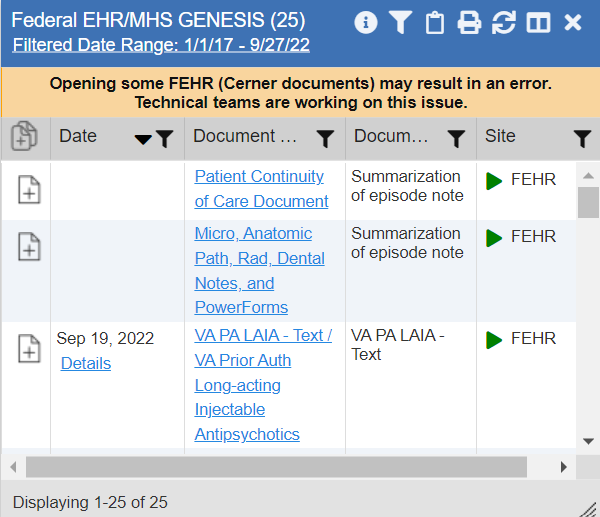 Federal EHR/MHS GENESIS (25)
Filtered Date Range: 1/1/17 - 9/27/22
Opening some FEHR (Cerner documents) may result in an error.
Technical teams are working on this issue.
Date Document ... Docum... Site
Patient Continuity
of Care Document
Summarization
of episode note
FEHR
Micro, Anatomic
Path, Rad, Dental
Notes, and
PowerForms
Summarization
of episode note
FEHR
Sep 19, 2022
Details
VA PA LAIA - Text /
VA Prior Auth
Long-acting
Injectable
Antipsychotics
VA PA LAIA -
Text
FEHR
Displaying 1-25 of 25